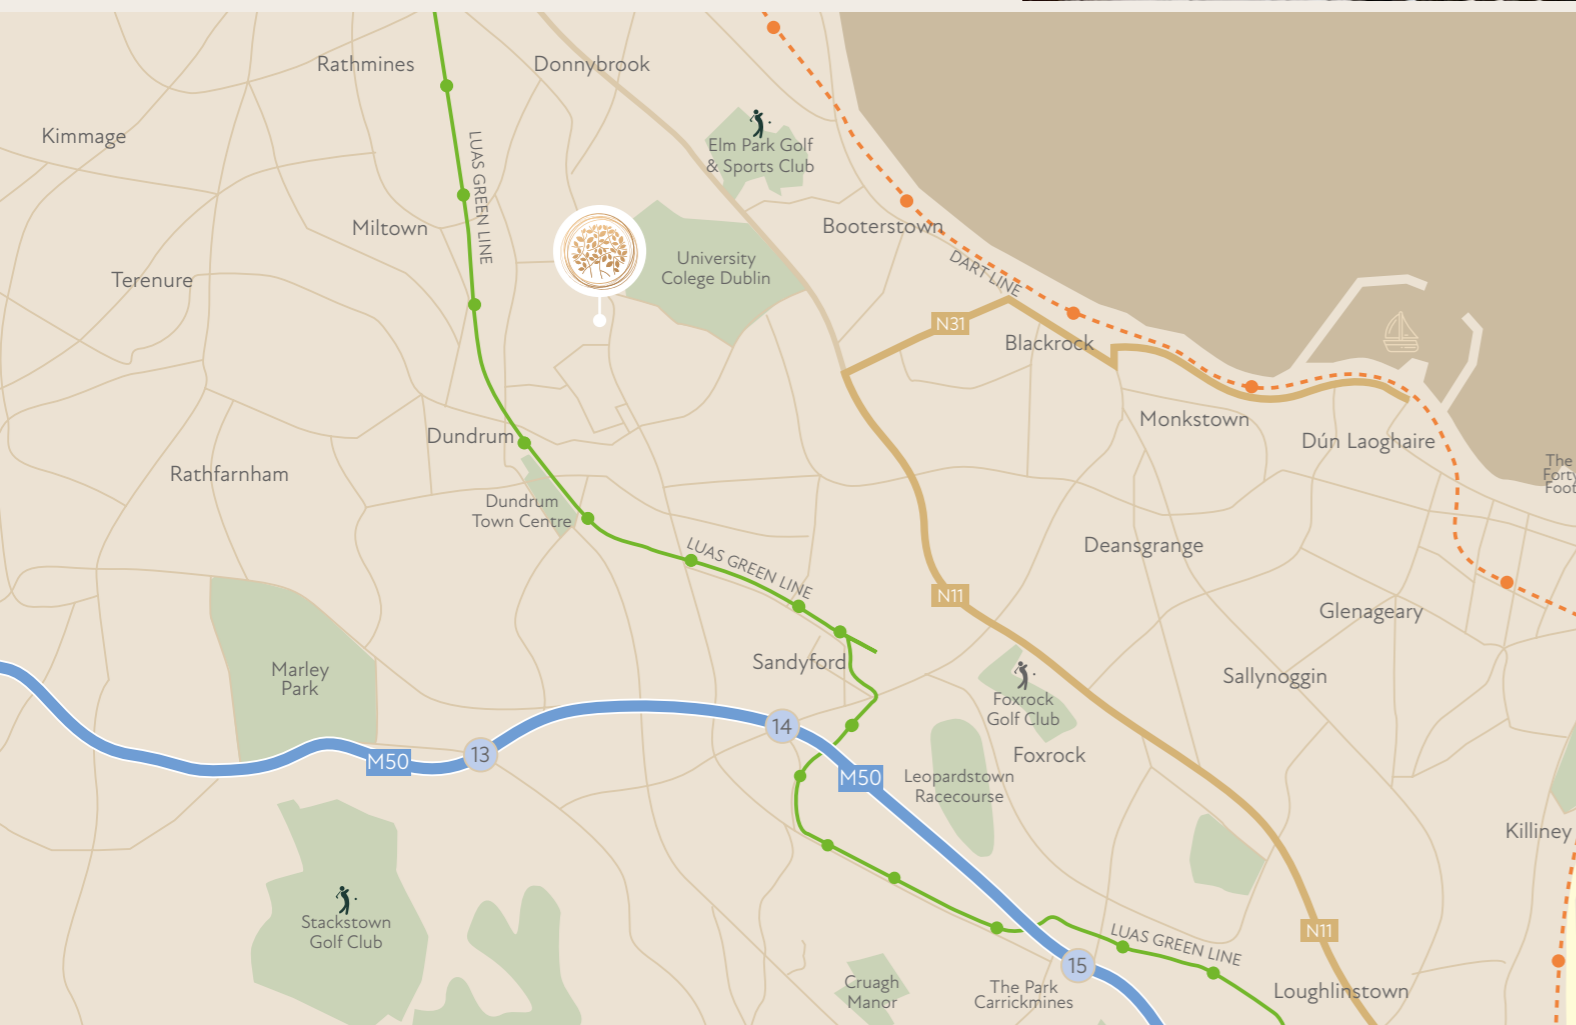 Rathmines
Donnybrook
Kimmage
Elm Park Golf
& Sports Club
LUAS GREEN LINE
Miltown
Booterstown
University
Colege Dublin
DART LINE
Terenure
N31
Blackrock
Monkstown
Dún Laoghaire
Dundrum
The
Forty
Foot
Rathfarnham
Dundrum
Town Centre
LUAS GREEN LINE
Deansgrange
N11
Glenageary
Sandyford
Marley
Park
Sallynoggin
Foxrock
Golf Club
14
13
M50
Foxrock
M50
Leopardstown
Racecourse
Killiney
Stackstown
Golf Club
N11
LUAS GREEN LINE
15
Cruagh
Manor
The Park
Carrickmines
Loughlinstown